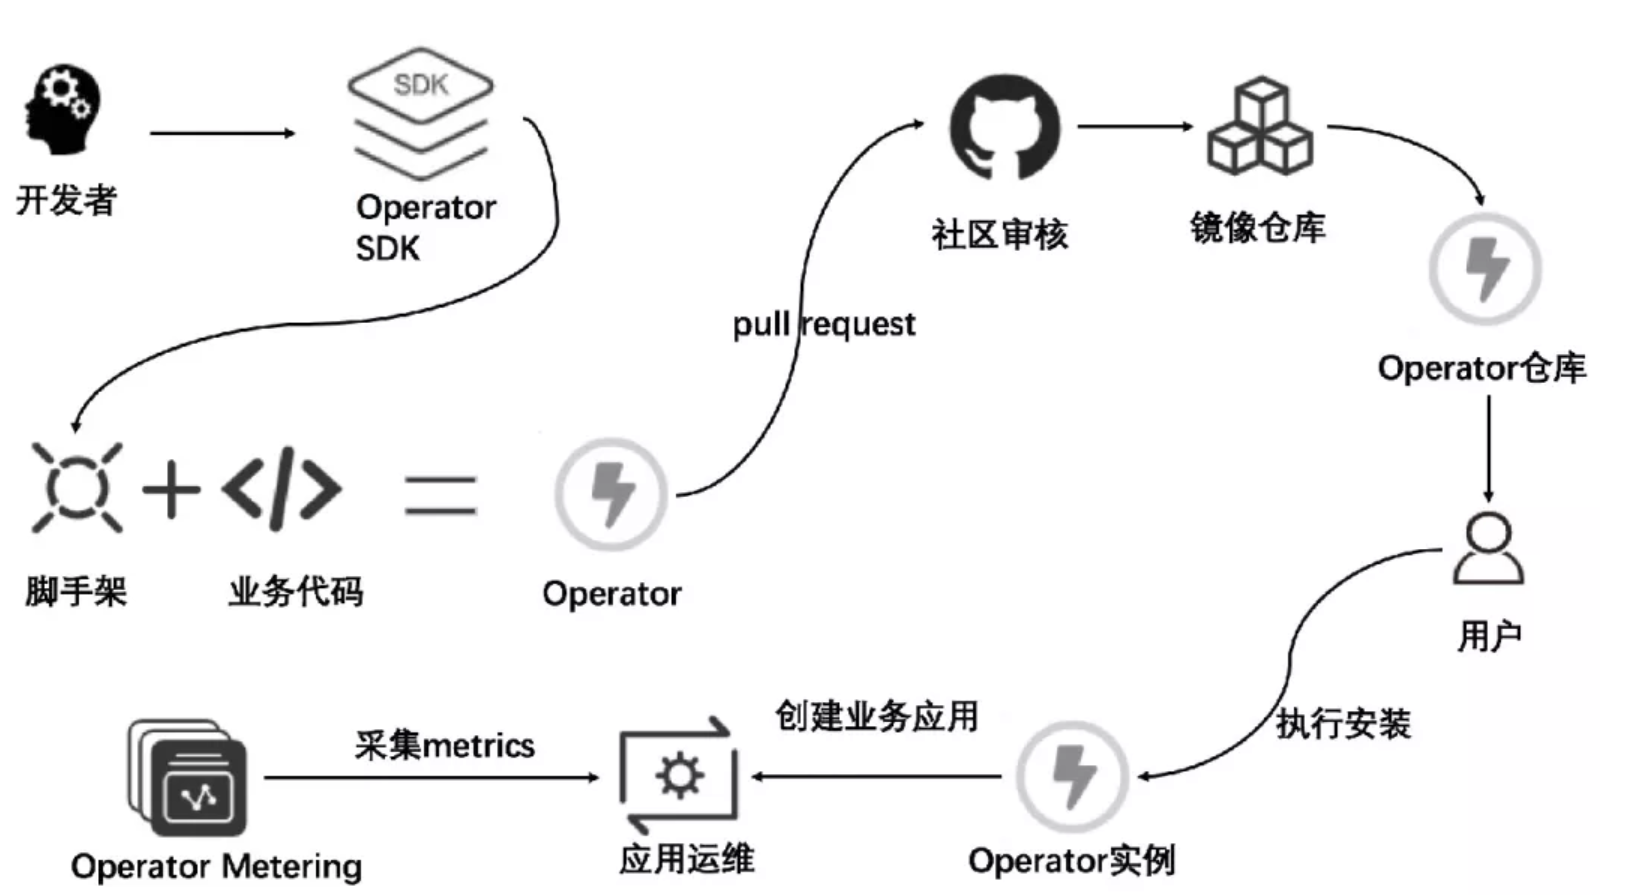 开发者
SDK
Operator
SDK
脚手架
业务代码
Operator
pull request
社区审核
镜像仓库
Operator仓库
用户
执行安装
Operator实例
创建业务应用
应用运维
采集metrics
Operator Metering